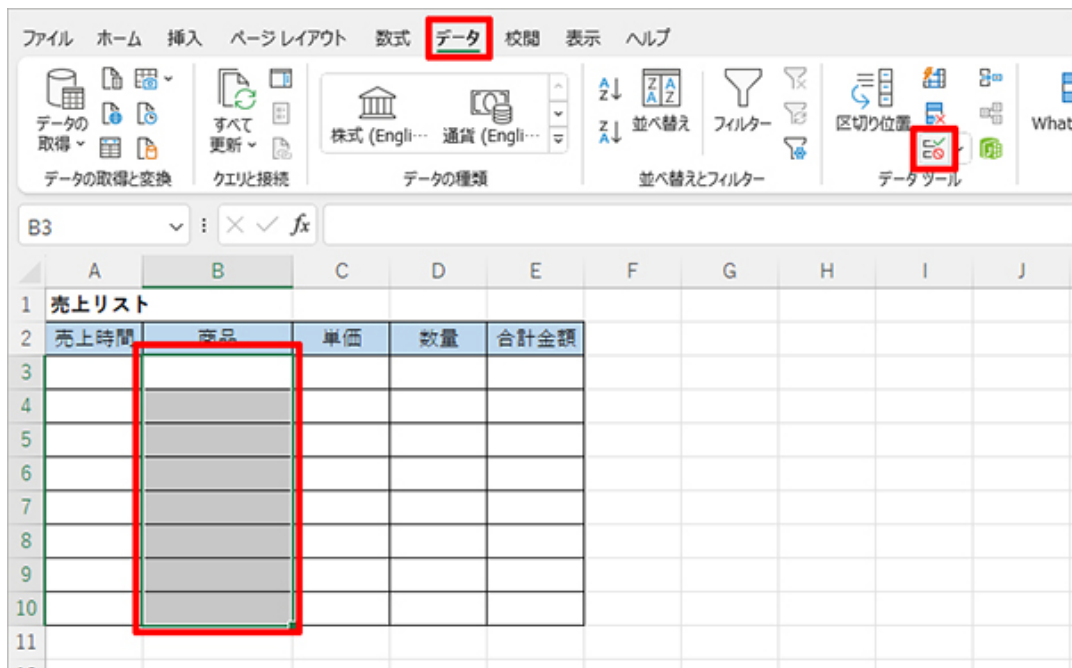 ファイル ホーム 挿入 ページ レイアウト 数式 データ 校閲 表示 ヘルプ
データの取得 すべて更新 株式 (Engli… 通貨 (Engli… 並べ替え フィルター 区切り位置 What
データの取得と変換 クエリと接続 データの種類 並べ替えとフィルター データ ツール
B3 fx
A B C D E F G H I J
1 売上リスト
2 売上時間 商品 単価 数量 合計金額
3
4
5
6
7
8
9
10
11